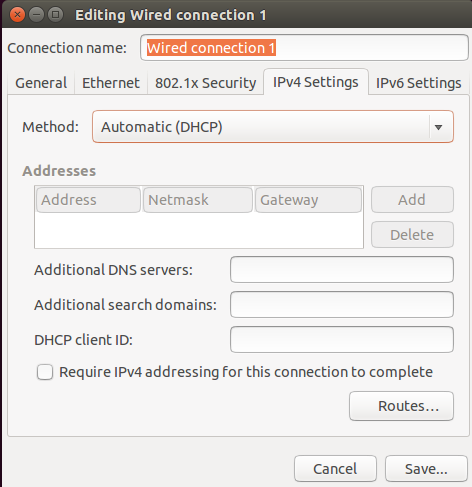 Editing Wired connection 1
Connection name: Wired connection 1
General Ethernet 802.1x Security IPv4 Settings IPv6 Settings
Method: Automatic (DHCP)
Addresses
Address Netmask Gateway Add
Delete
Additional DNS servers:
Additional search domains:
DHCP client ID:
Require IPv4 addressing for this connection to complete
Routes…
Cancel Save...